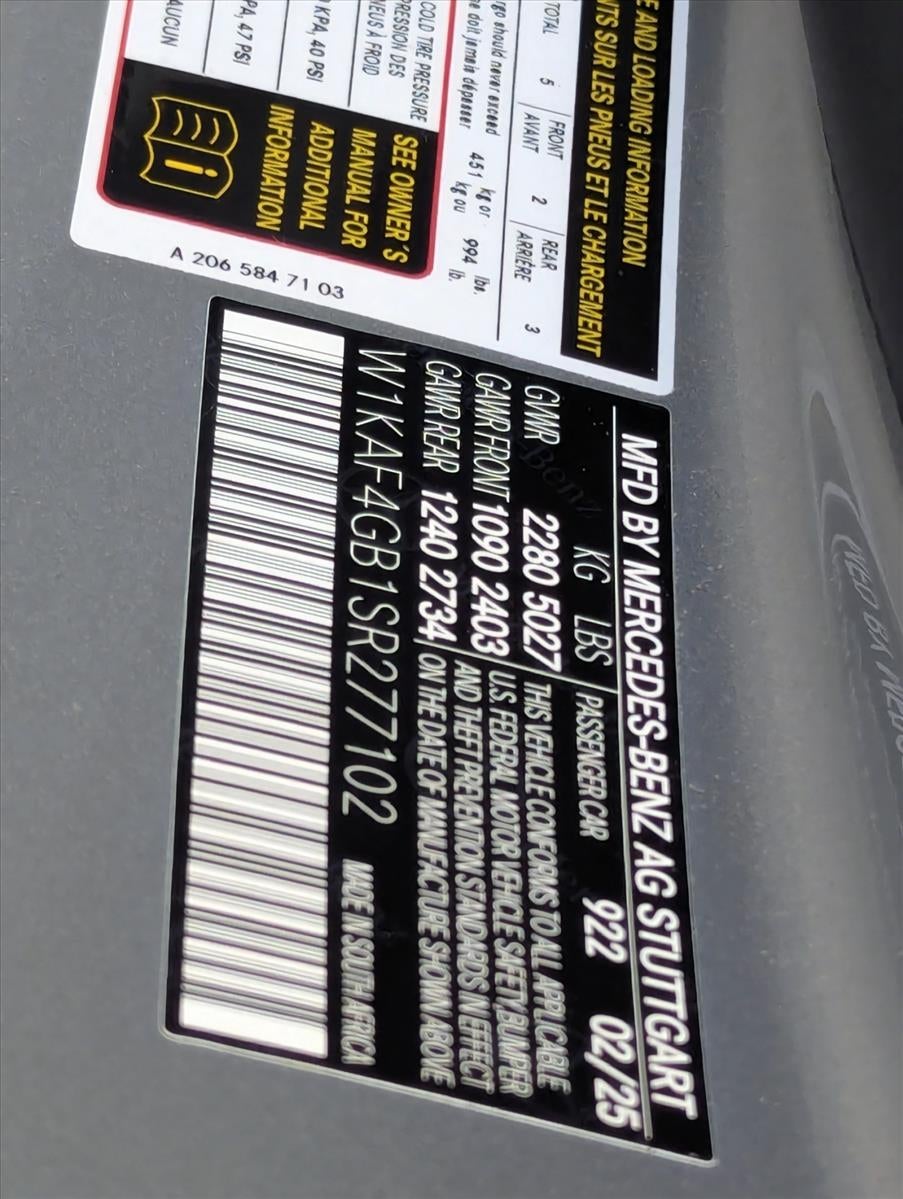 E AND LOADING INFORMATION
NTS SUR LES PNEUS ET LE CHARGEMENT
TOTAL 5 FRONT AVANT 2 REAR ARRIÈRE 3
go should never exceed 451 kg or 994 lbs.
ne doit jamais dépasser kg ou lb.
COLD TIRE PRESSURE
PRESSION DES
NEUS À FROID
KPA, 40 PSI
PA, 47 PSI
AUCUN
SEE OWNER'S
MANUAL FOR
ADDITIONAL
INFORMATION
A 206 584 71 03
MFD BY MERCEDES-BENZ AG STUTTGART
KG LBS PASSENGER CAR 922 02/25
GVWR 2280 5027 THIS VEHICLE CONFORMS TO ALL APPLICABLE
GAWR FRONT 1090 2403 U.S. FEDERAL MOTOR VEHICLE SAFETY, BUMPER
GAWR REAR 1240 2734 AND THEFT PREVENTION STANDARDS IN EFFECT
ON THE DATE OF MANUFACTURE SHOWN ABOVE
W1KAF4GB1SR277102 MADE IN SOUTH AFRICA